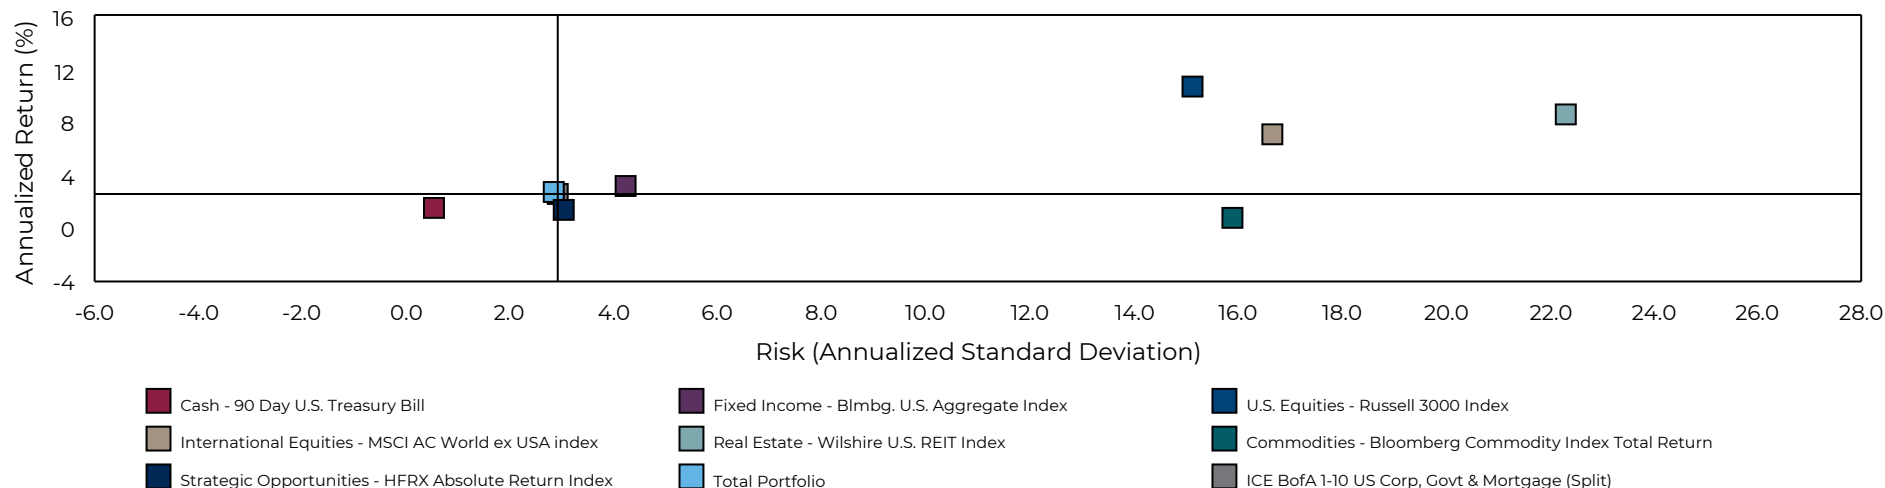 Annualized Return (%)
16
12
8
4
0
-4
-6.0 -4.0 -2.0 0.0 2.0 4.0 6.0 8.0 10.0 12.0 14.0 16.0 18.0 20.0 22.0 24.0 26.0 28.0
Risk (Annualized Standard Deviation)
Cash - 90 Day U.S. Treasury Bill Fixed Income - Blmbg. U.S. Aggregate Index U.S. Equities - Russell 3000 Index
International Equities - MSCI AC World ex USA index Real Estate - Wilshire U.S. REIT Index Commodities - Bloomberg Commodity Index Total Return
Strategic Opportunities - HFRX Absolute Return Index Total Portfolio ICE BofA 1-10 US Corp, Govt & Mortgage (Split)